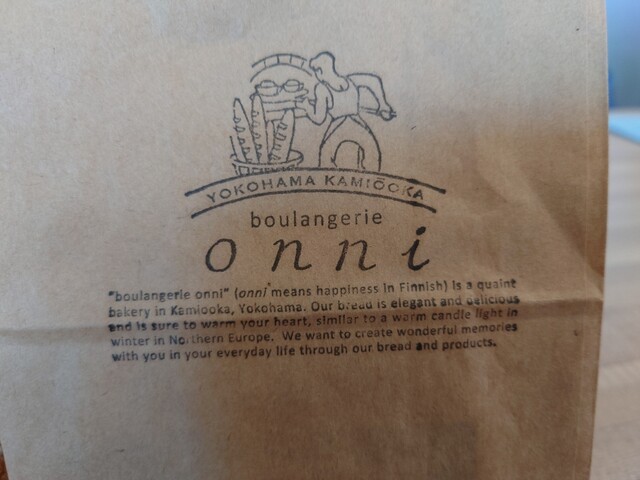 YOKOHAMA KAMIŌOKA
boulangerie
onni
"boulangerie onni" (onni means happiness in Finnish) is a quaint
bakery in Kamiooka, Yokohama. Our bread is elegant and delicious
and is sure to warm your heart, similar to a warm candle light in
winter in Northern Europe. We want to create wonderful memories
with you in your everyday life through our bread and products.